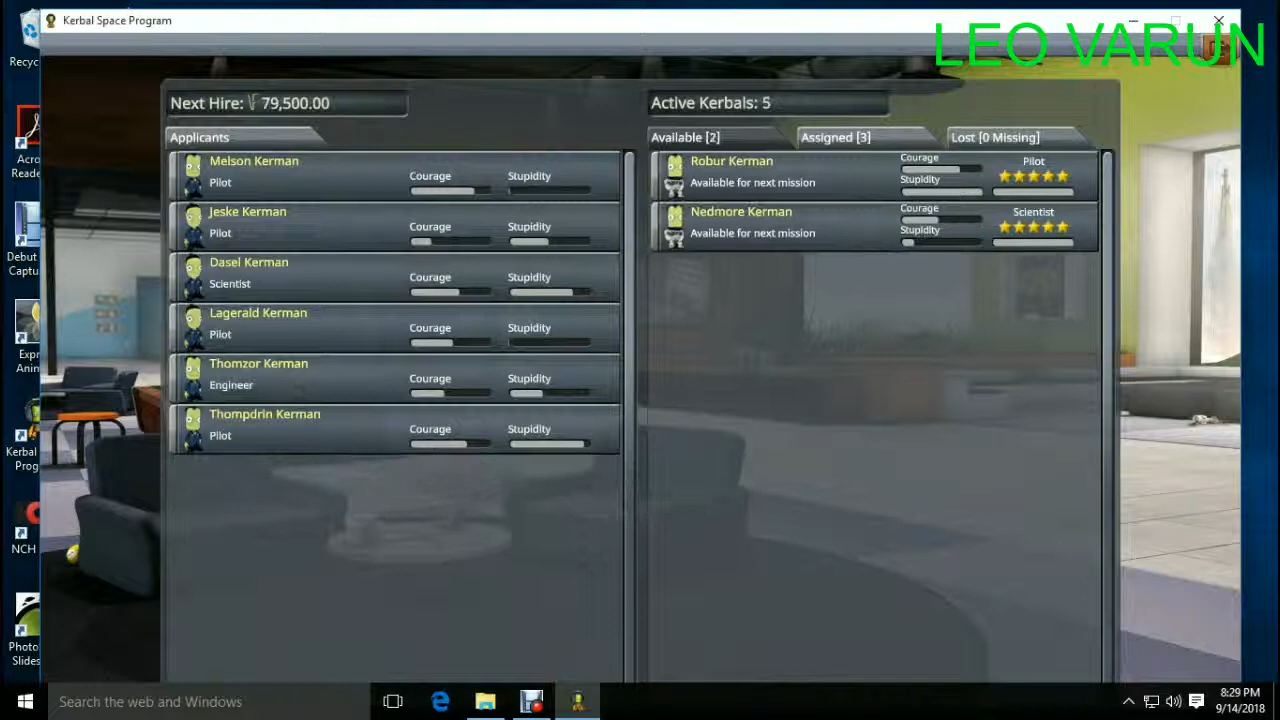 Kerbal Space Program
LEO VARUN
Recyc
Acro
Reade
Debut
Captu
Expr
Anim
Kerbal
Prog
NCH
Photo
Slides
Next Hire: 79,500.00
Applicants
Melson Kerman
Pilot
Courage
Stupidity
Jeske Kerman
Pilot
Courage
Stupidity
Dasel Kerman
Scientist
Courage
Stupidity
Lagerald Kerman
Pilot
Courage
Stupidity
Thomzor Kerman
Engineer
Courage
Stupidity
Thompdrin Kerman
Pilot
Courage
Stupidity
Active Kerbals: 5
Available [2]
Assigned [3]
Lost [0 Missing]
Robur Kerman
Available for next mission
Courage
Stupidity
Pilot
Nedmore Kerman
Available for next mission
Courage
Stupidity
Scientist
Search the web and Windows
8:29 PM
9/14/2018